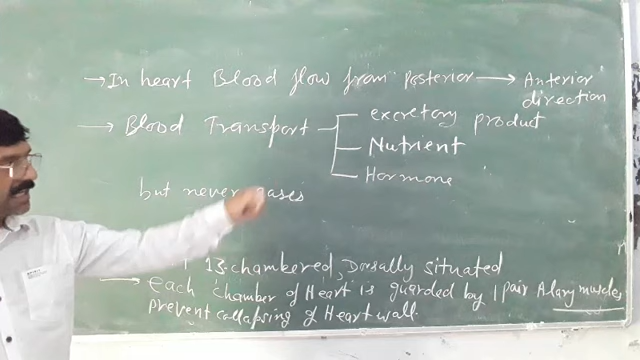 → In heart Blood flow from posterior → Anterior direction
→ Blood Transport
excretory product
Nutrient
Hormone
but never gases
13-chambered, Dorsally situated
→ Each chamber of Heart is guarded by 1 pair Alary muscles
prevent collapsing of Heart wall.